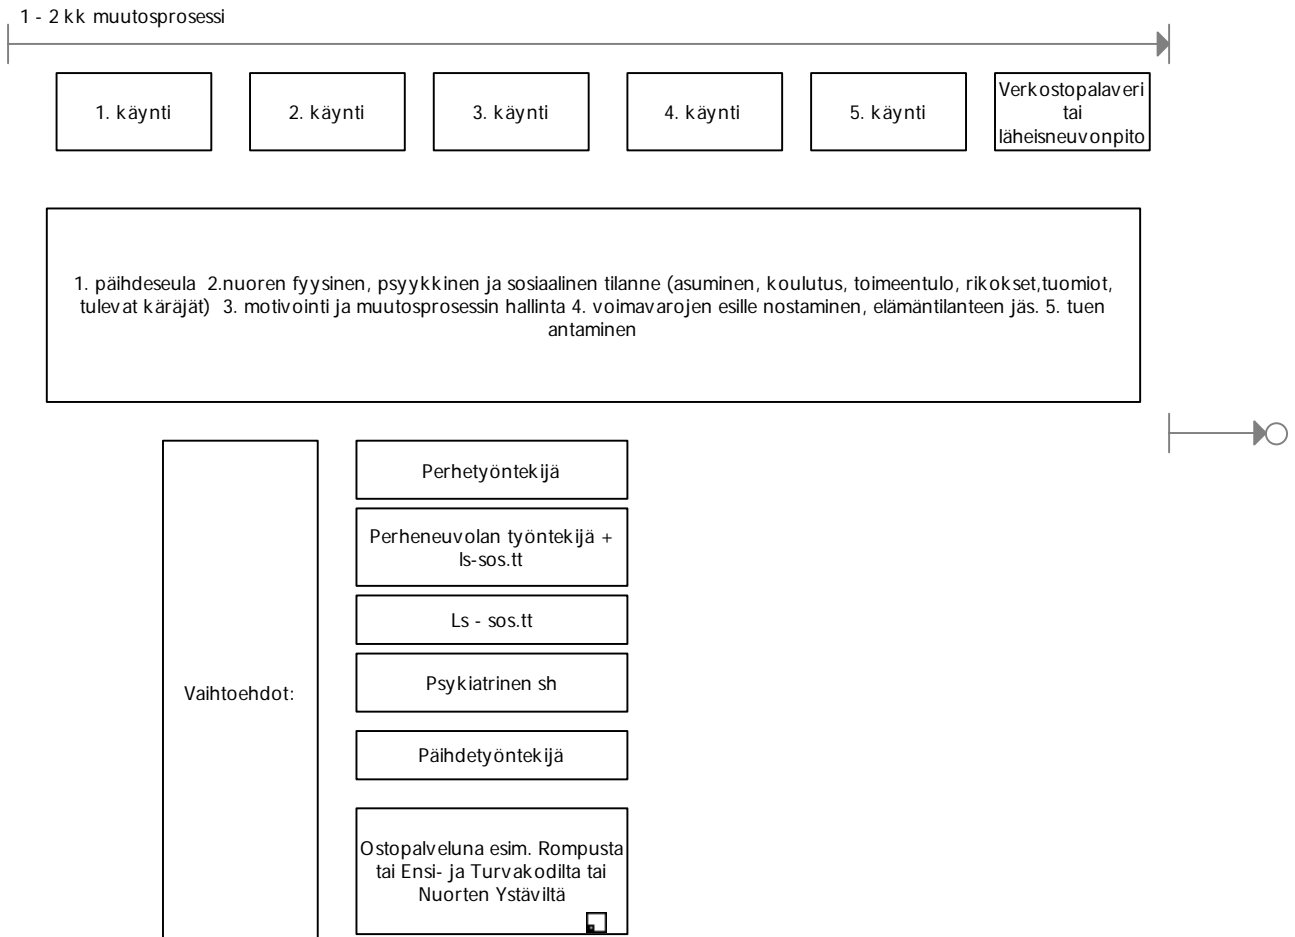 1 - 2 kk muutosprosessi
1. käynti
2. käynti
3. käynti
4. käynti
5. käynti
Verkostopalaveri
tai
läheisneuvonpito
1. päihdeseula 2.nuoren fyysinen, psyykkinen ja sosiaalinen tilanne (asuminen, koulutus, toimeentulo, rikokset,tuomiot,
tulevat käräjät) 3. motivointi ja muutosprosessin hallinta 4. voimavarojen esille nostaminen, elämäntilanteen jäs. 5. tuen
antaminen
Vaihtoehdot:
Perhetyöntekijä
Perheneuvolan työntekijä +
ls-sos.tt
Ls - sos.tt
Psykiatrinen sh
Päihdetyöntekijä
Ostopalveluna esim. Rompusta
tai Ensi- ja Turvakodilta tai
Nuorten Ystäviltä